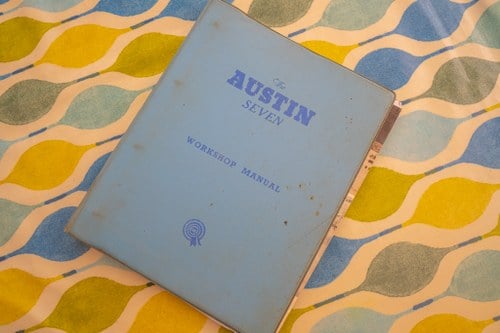 The
AUSTIN
SEVEN
WORKSHOP MANUAL